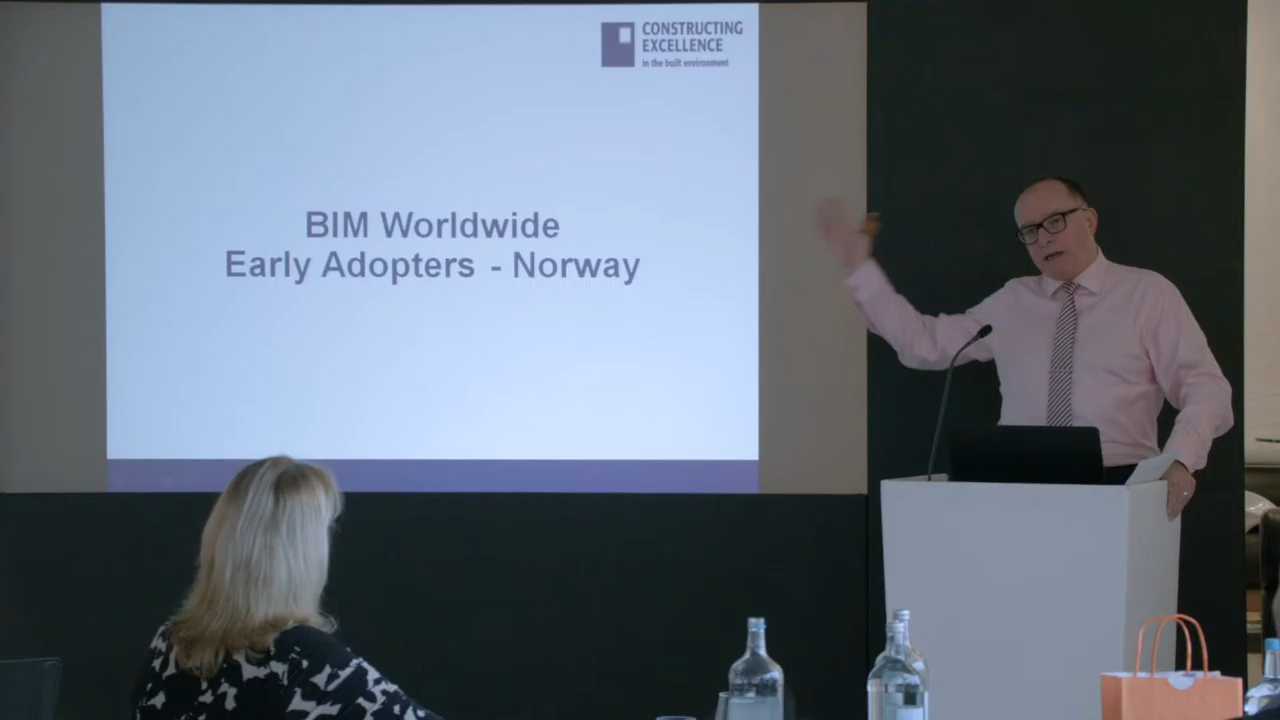 CONSTRUCTING
EXCELLENCE
in the built environment
BIM Worldwide
Early Adopters - Norway